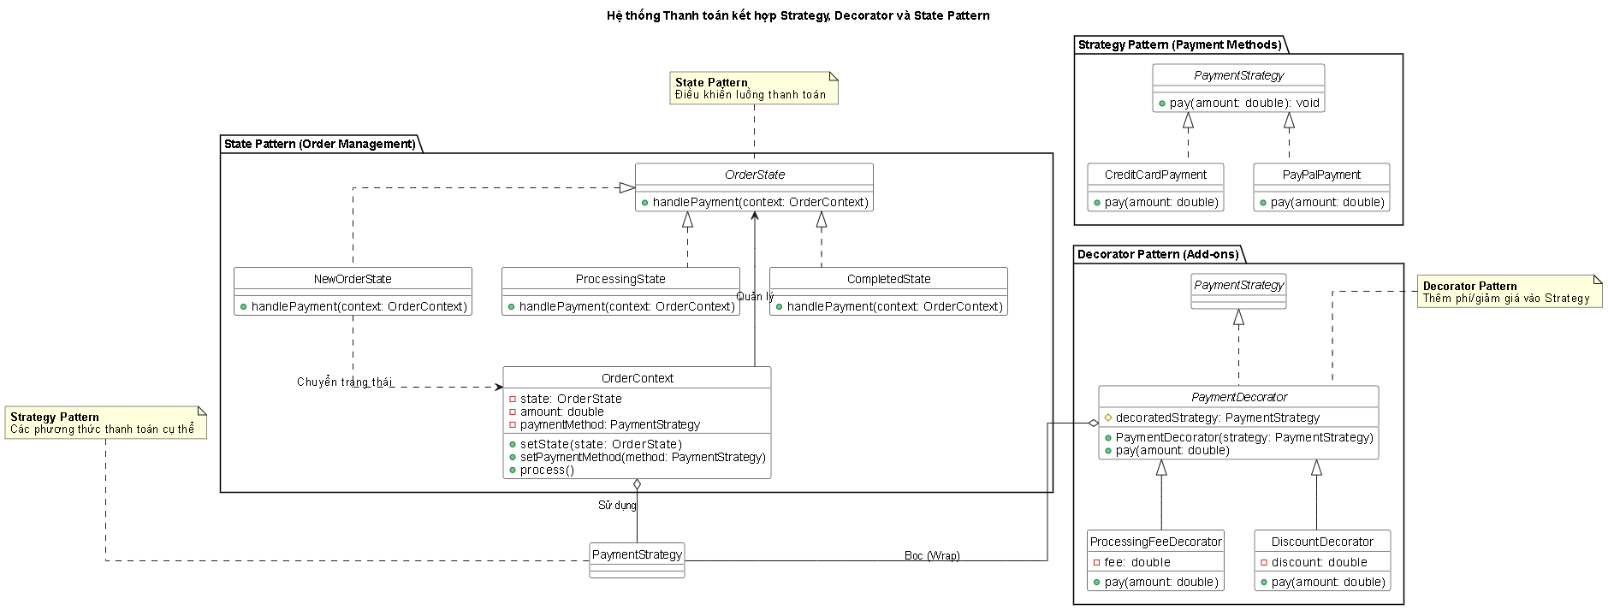 Hệ thống Thanh toán kết hợp Strategy, Decorator và State Pattern
Strategy Pattern (Payment Methods)
PaymentStrategy
pay(amount: double): void
CreditCardPayment
pay(amount: double)
PayPalPayment
pay(amount: double)
State Pattern
Điều khiển luồng thanh toán
State Pattern (Order Management)
OrderState
handlePayment(context: OrderContext)
NewOrderState
handlePayment(context: OrderContext)
ProcessingState
handlePayment(context: OrderContext)
CompletedState
handlePayment(context: OrderContext)
Quản lý
Chuyển trạng thái
OrderContext
state: OrderState
amount: double
paymentMethod: PaymentStrategy
setState(state: OrderState)
setPaymentMethod(method: PaymentStrategy)
process()
Sử dụng
PaymentStrategy
Bọc (Wrap)
Strategy Pattern
Các phương thức thanh toán cụ thể
Decorator Pattern (Add-ons)
PaymentStrategy
PaymentDecorator
decoratedStrategy: PaymentStrategy
PaymentDecorator(strategy: PaymentStrategy)
pay(amount: double)
ProcessingFeeDecorator
fee: double
pay(amount: double)
DiscountDecorator
discount: double
pay(amount: double)
Decorator Pattern
Thêm phí/giảm giá vào Strategy